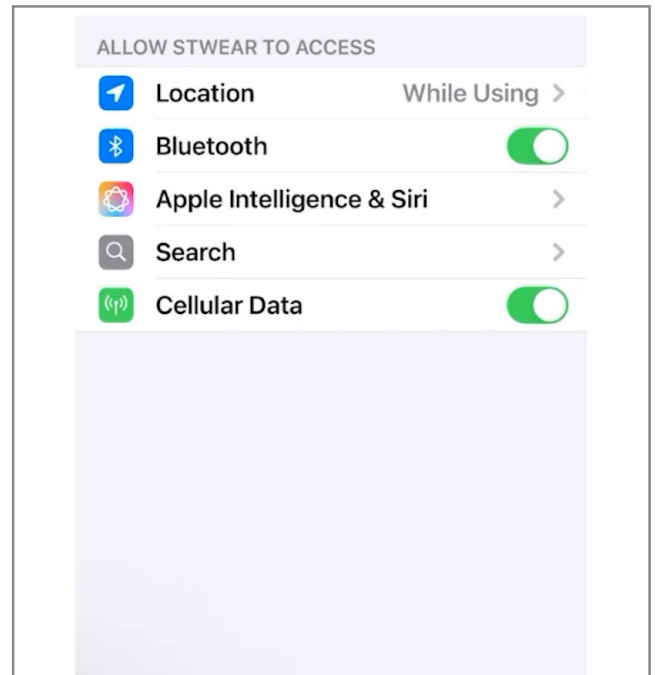 ALLOW STWEAR TO ACCESS
Location While Using
Bluetooth
Apple Intelligence & Siri
Search
Cellular Data